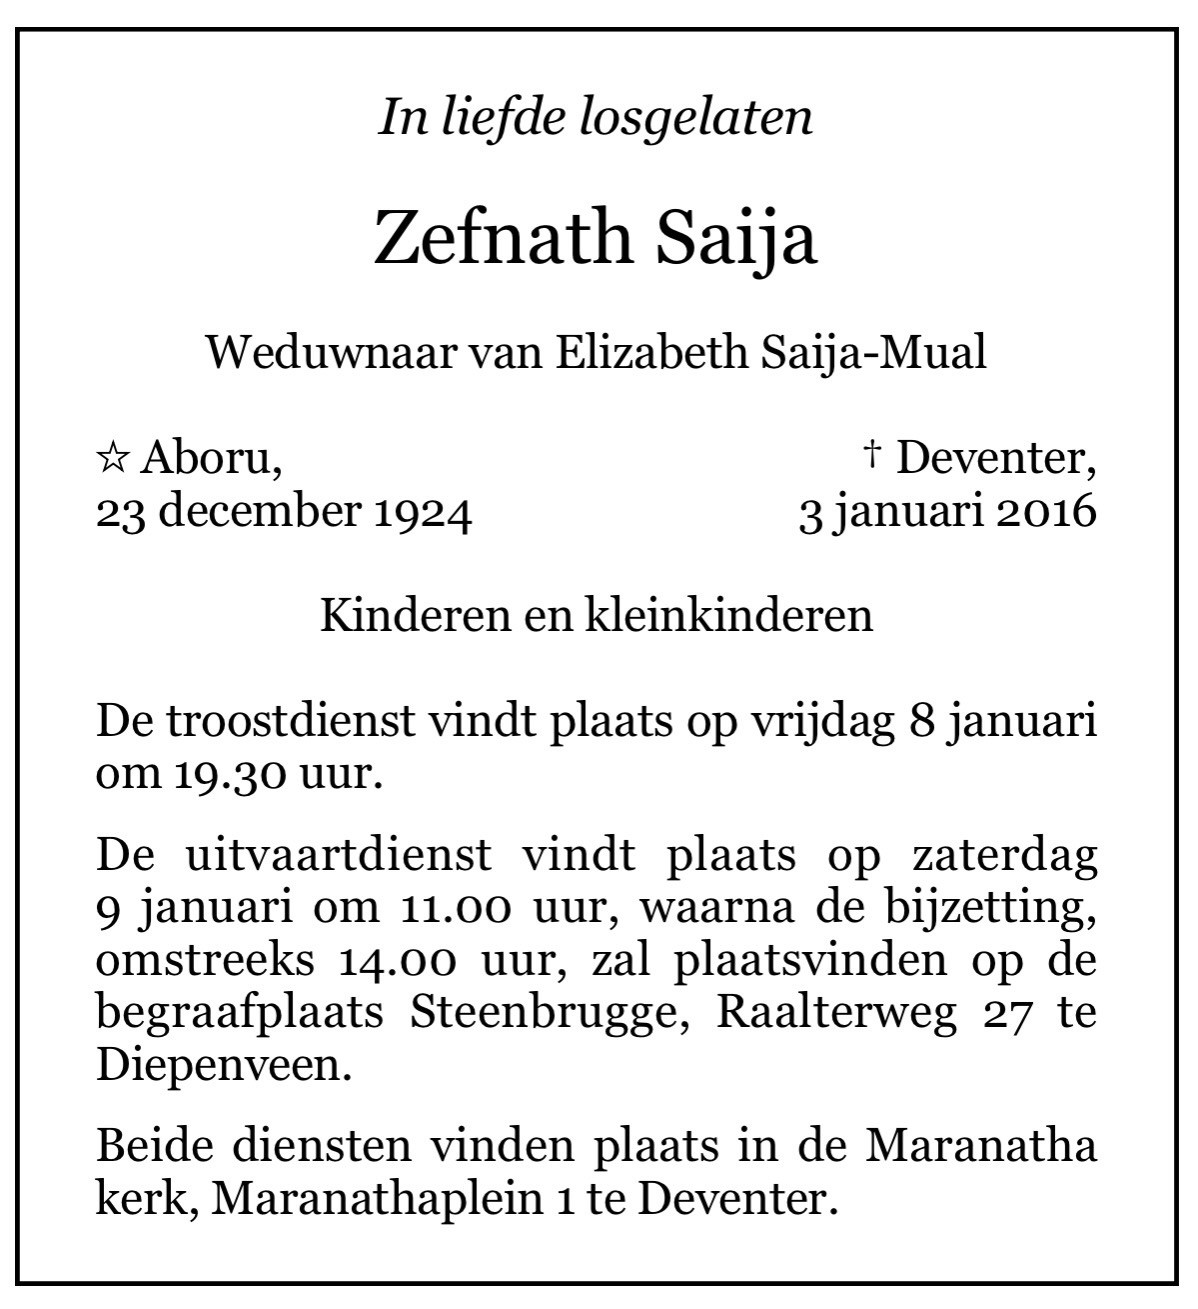 In liefde losgelaten
Zefnath Saija
Weduwnaar van Elizabeth Saija-Mual
☆ Aboru,
23 december 1924
† Deventer,
3 januari 2016
Kinderen en kleinkinderen
De troostdienst vindt plaats op vrijdag 8 januari
om 19.30 uur.
De uitvaartdienst vindt plaats op zaterdag
9 januari om 11.00 uur, waarna de bijzetting,
omstreeks 14.00 uur, zal plaatsvinden op de
begraafplaats Steenbrugge, Raalterweg 27 te
Diepenveen.
Beide diensten vinden plaats in de Maranatha
kerk, Maranathaplein 1 te Deventer.